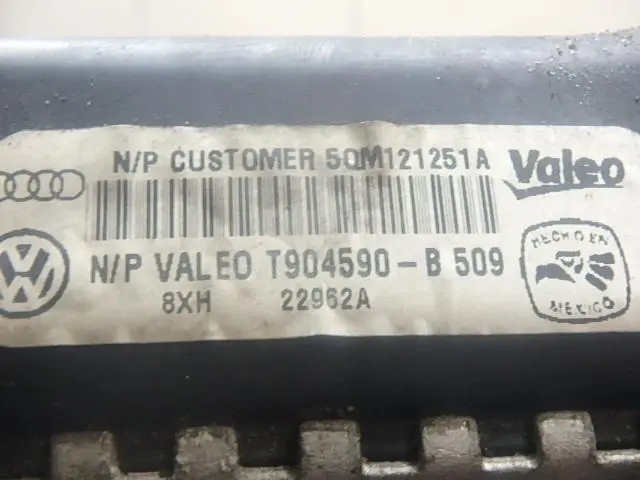 N/P CUSTOMER 5QM121251A
Valeo
N/P VALEO T904590-B 509
8XH 22962A
HECHO EN
MEXICO